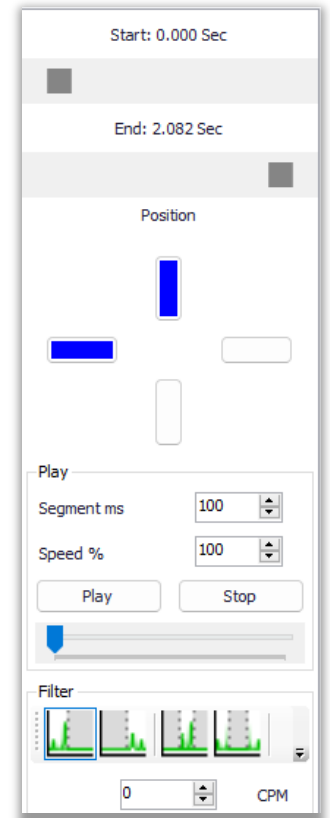 Start: 0.000 Sec
End: 2.082 Sec
Position
Play
Segment ms 100
Speed % 100
Play Stop
Filter
0 CPM